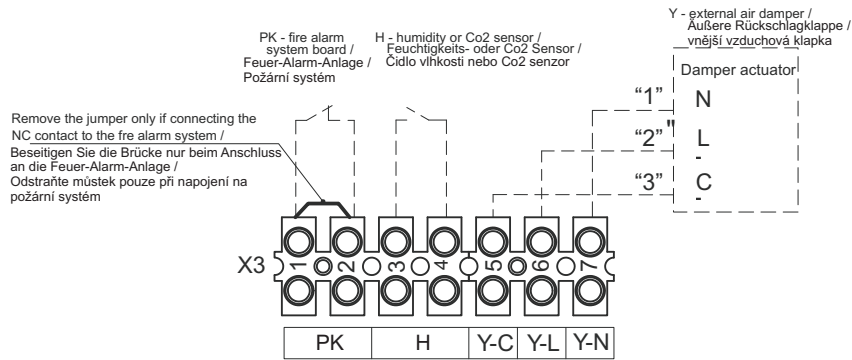 PK - fire alarm
system board /
Feuer-Alarm-Anlage /
Požární systém
H - humidity or Co2 sensor /
Feuchtigkeits- oder Co2 Sensor /
Čidlo vlhkosti nebo Co2 senzor
Y - external air damper /
Äußere Rückschlagklappe /
vnější vzduchová klapka
Damper actuator
"1" N
"2" " L
-
"3" C
-
Remove the jumper only if connecting the
NC contact to the fre alarm system /
Beseitigen Sie die Brücke nur beim Anschluss
an die Feuer-Alarm-Anlage /
Odstraňte můstek pouze při napojení na
požární systém
X3
1 2 3 4 5 6 7
PK H Y-C Y-L Y-N